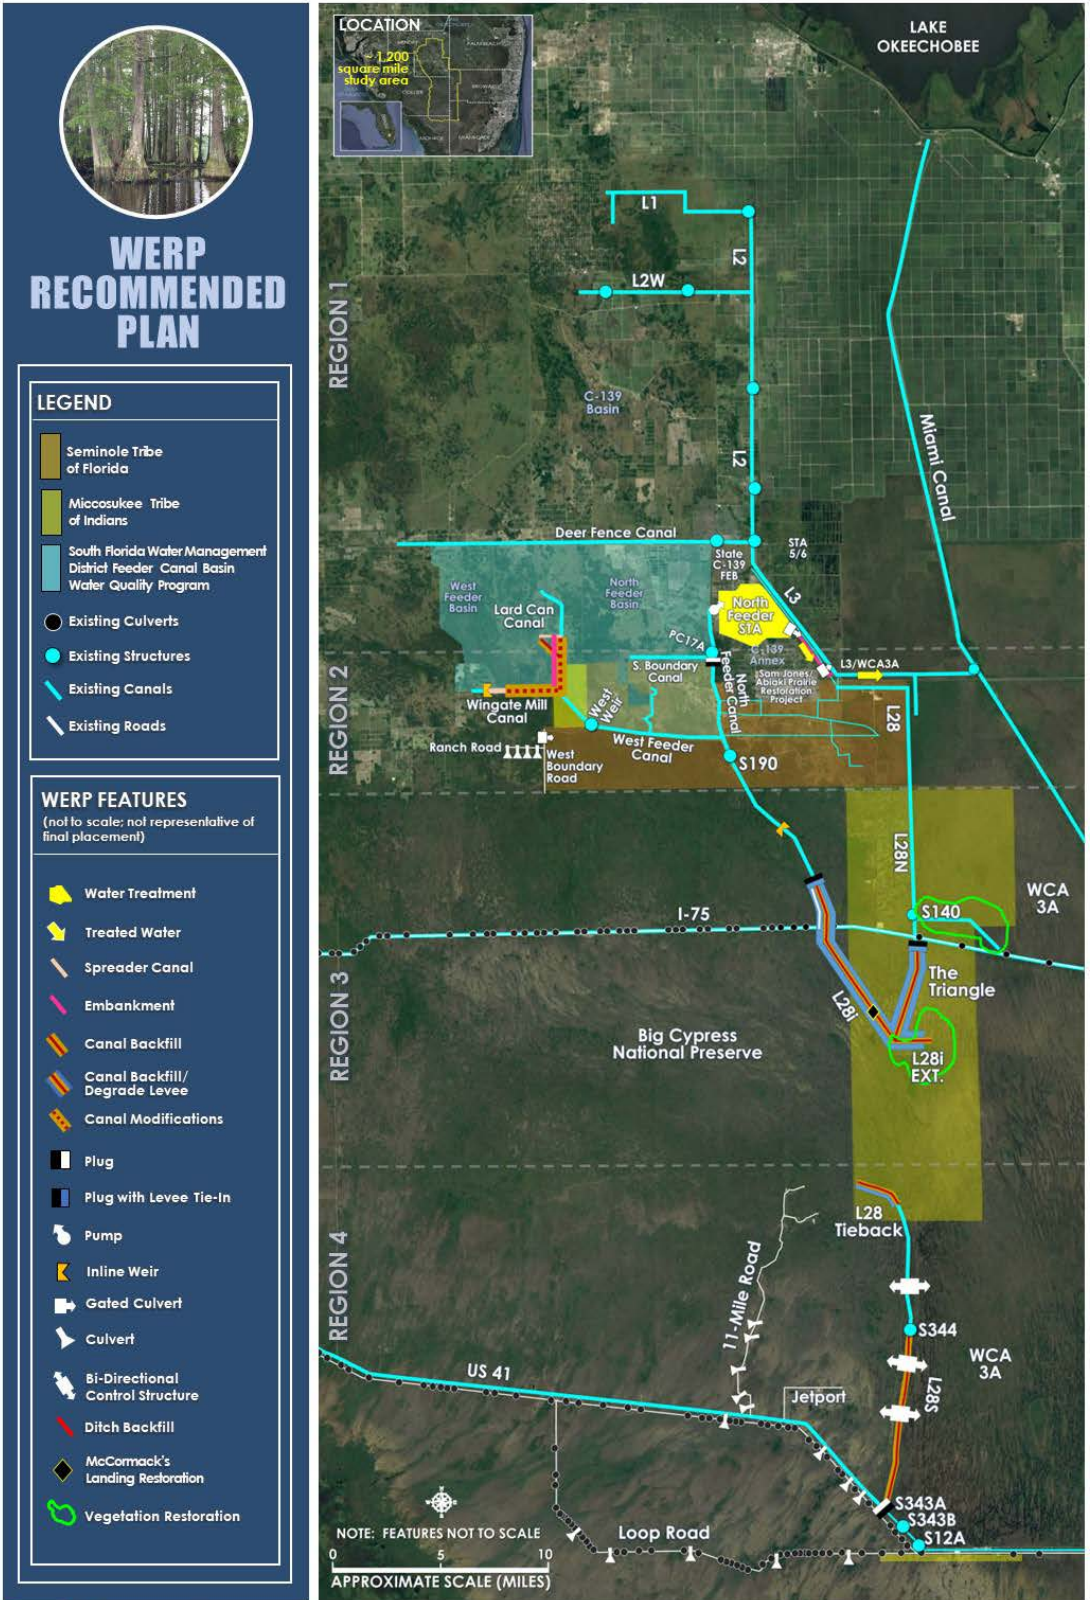 WERP
RECOMMENDED
PLAN
LEGEND
Seminole Tribe
of Florida
Miccosukee Tribe
of Indians
South Florida Water Management
District Feeder Canal Basin
Water Quality Program
Existing Culverts
Existing Structures
Existing Canals
Existing Roads
WERP FEATURES
(not to scale; not representative of
final placement)
Water Treatment
Treated Water
Spreader Canal
Embankment
Canal Backfill
Canal Backfill/
Degrade Levee
Canal Modifications
Plug
Plug with Levee Tie-In
Pump
Inline Weir
Gated Culvert
Culvert
Bi-Directional
Control Structure
Ditch Backfill
McCormack's
Landing Restoration
Vegetation Restoration
LOCATION
~ 1,200
square mile
study area
LAKE
OKEECHOBEE
REGION 1
L1
L2
L2W
C-139
Basin
L2
Miami Canal
Deer Fence Canal
State
C-139
FEB
STA
5/6
West
Feeder
Basin
North
Feeder
Basin
Lard Can
Canal
L3
North
Feeder
STA
PC17A
C-139
Annex
REGION 2
S. Boundary
Canal
North
Feeder Canal
Sam Jones/
Abiaki Prairie
Restoration
Project
L3/WCA3A
Wingate Mill
Canal
West
Weir
L28
Ranch Road
West
Boundary
Road
West Feeder
Canal
S190
L28N
WCA
3A
S140
I-75
REGION 3
The
Triangle
L28i
Big Cypress
National Preserve
L28i
EXT.
REGION 4
L28
Tieback
11-Mile Road
S344
WCA
3A
US 41
Jetport
L28S
S343A
S343B
S12A
Loop Road
NOTE: FEATURES NOT TO SCALE
0 5 10
APPROXIMATE SCALE (MILES)